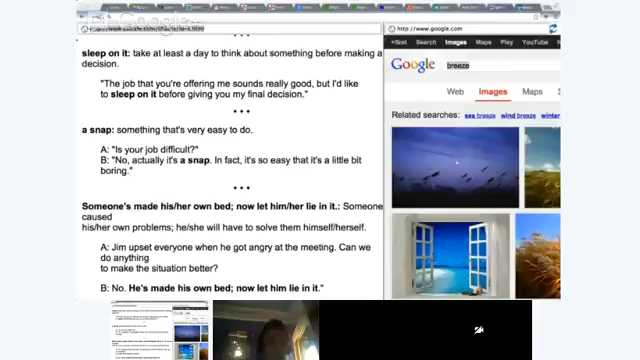 sleep on it: take at least a day to think about something before making a
decision.
"The job that you're offering me sounds really good, but I'd like
to sleep on it before giving you my final decision."
• • •
a snap: something that's very easy to do.
A: "Is your job difficult?"
B: "No, actually it's a snap. In fact, it's so easy that it's a little bit
boring."
• • •
Someone's made his/her own bed; now let him/her lie in it.: Someone
caused
his/her own problems; he/she will have to solve them himself/herself.
A: Jim upset everyone when he got angry at the meeting. Can we
do anything
to make the situation better?
B: No. He's made his own bed; now let him lie in it."
http://www.google.com
Search Images Maps Play YouTube
Google
breeze
Web Images Maps
Related searches: sea breeze wind breeze winter